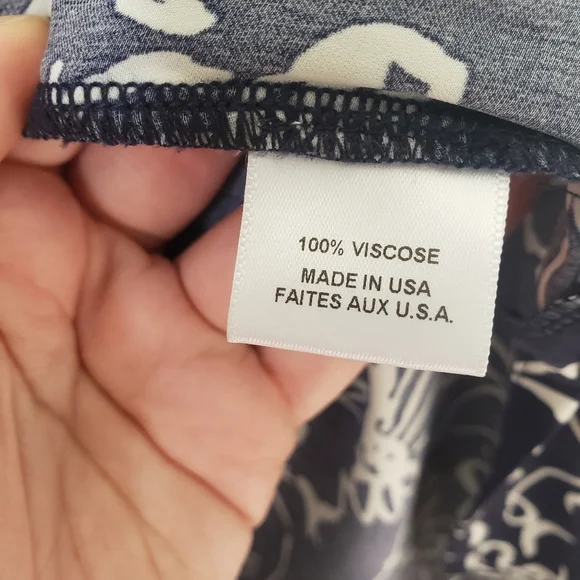 100% VISCOSE
MADE IN USA
FAITES AUX U.S.A.